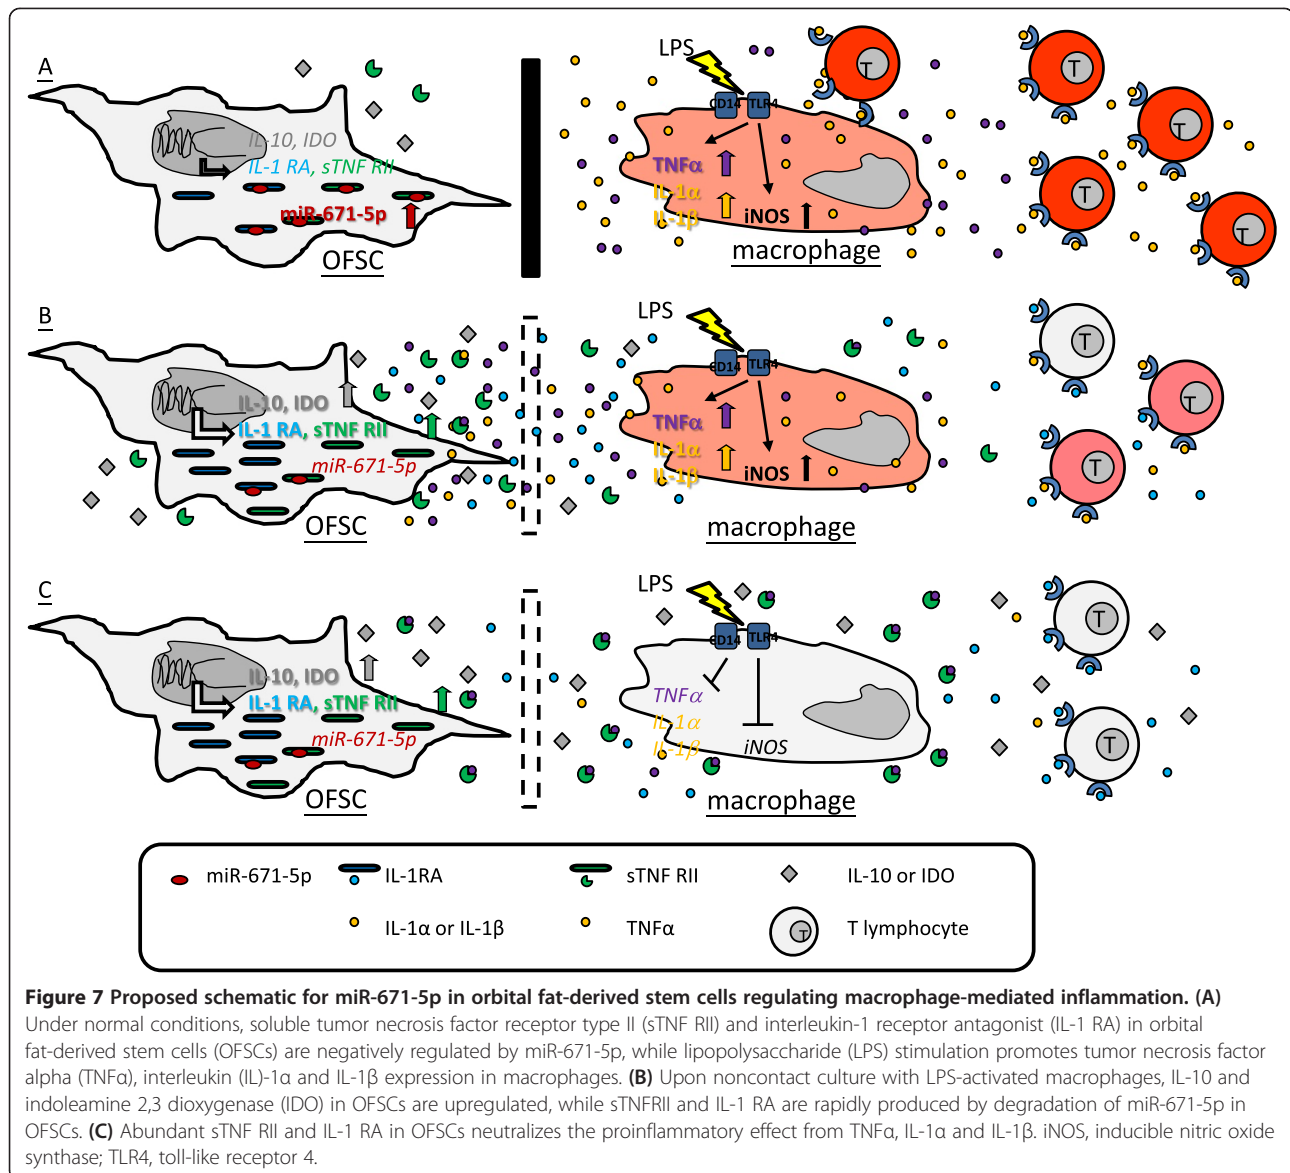 A
LPS
T
T
T
T
T
CD14 TLR4
IL-10, IDO
IL-1 RA, sTNF RII
miR-671-5p
OFSC
TNFα
IL-1α
IL-1β
iNOS
macrophage
B
LPS
T
T
T
CD14 TLR4
IL-10, IDO
IL-1 RA, sTNF RII
miR-671-5p
OFSC
TNFα
IL-1α
IL-1β
iNOS
macrophage
C
LPS
T
T
CD14 TLR4
IL-10, IDO
IL-1 RA, sTNF RII
miR-671-5p
OFSC
TNFα
IL-1α
IL-1β
iNOS
macrophage
miR-671-5p IL-1RA sTNF RII IL-10 or IDO
IL-1α or IL-1β TNFα T T lymphocyte
Figure 7 Proposed schematic for miR-671-5p in orbital fat-derived stem cells regulating macrophage-mediated inflammation. (A)
Under normal conditions, soluble tumor necrosis factor receptor type II (sTNF RII) and interleukin-1 receptor antagonist (IL-1 RA) in orbital
fat-derived stem cells (OFSCs) are negatively regulated by miR-671-5p, while lipopolysaccharide (LPS) stimulation promotes tumor necrosis factor
alpha (TNFα), interleukin (IL)-1α and IL-1β expression in macrophages. (B) Upon noncontact culture with LPS-activated macrophages, IL-10 and
indoleamine 2,3 dioxygenase (IDO) in OFSCs are upregulated, while sTNFRII and IL-1 RA are rapidly produced by degradation of miR-671-5p in
OFSCs. (C) Abundant sTNF RII and IL-1 RA in OFSCs neutralizes the proinflammatory effect from TNFα, IL-1α and IL-1β. iNOS, inducible nitric oxide
synthase; TLR4, toll-like receptor 4.